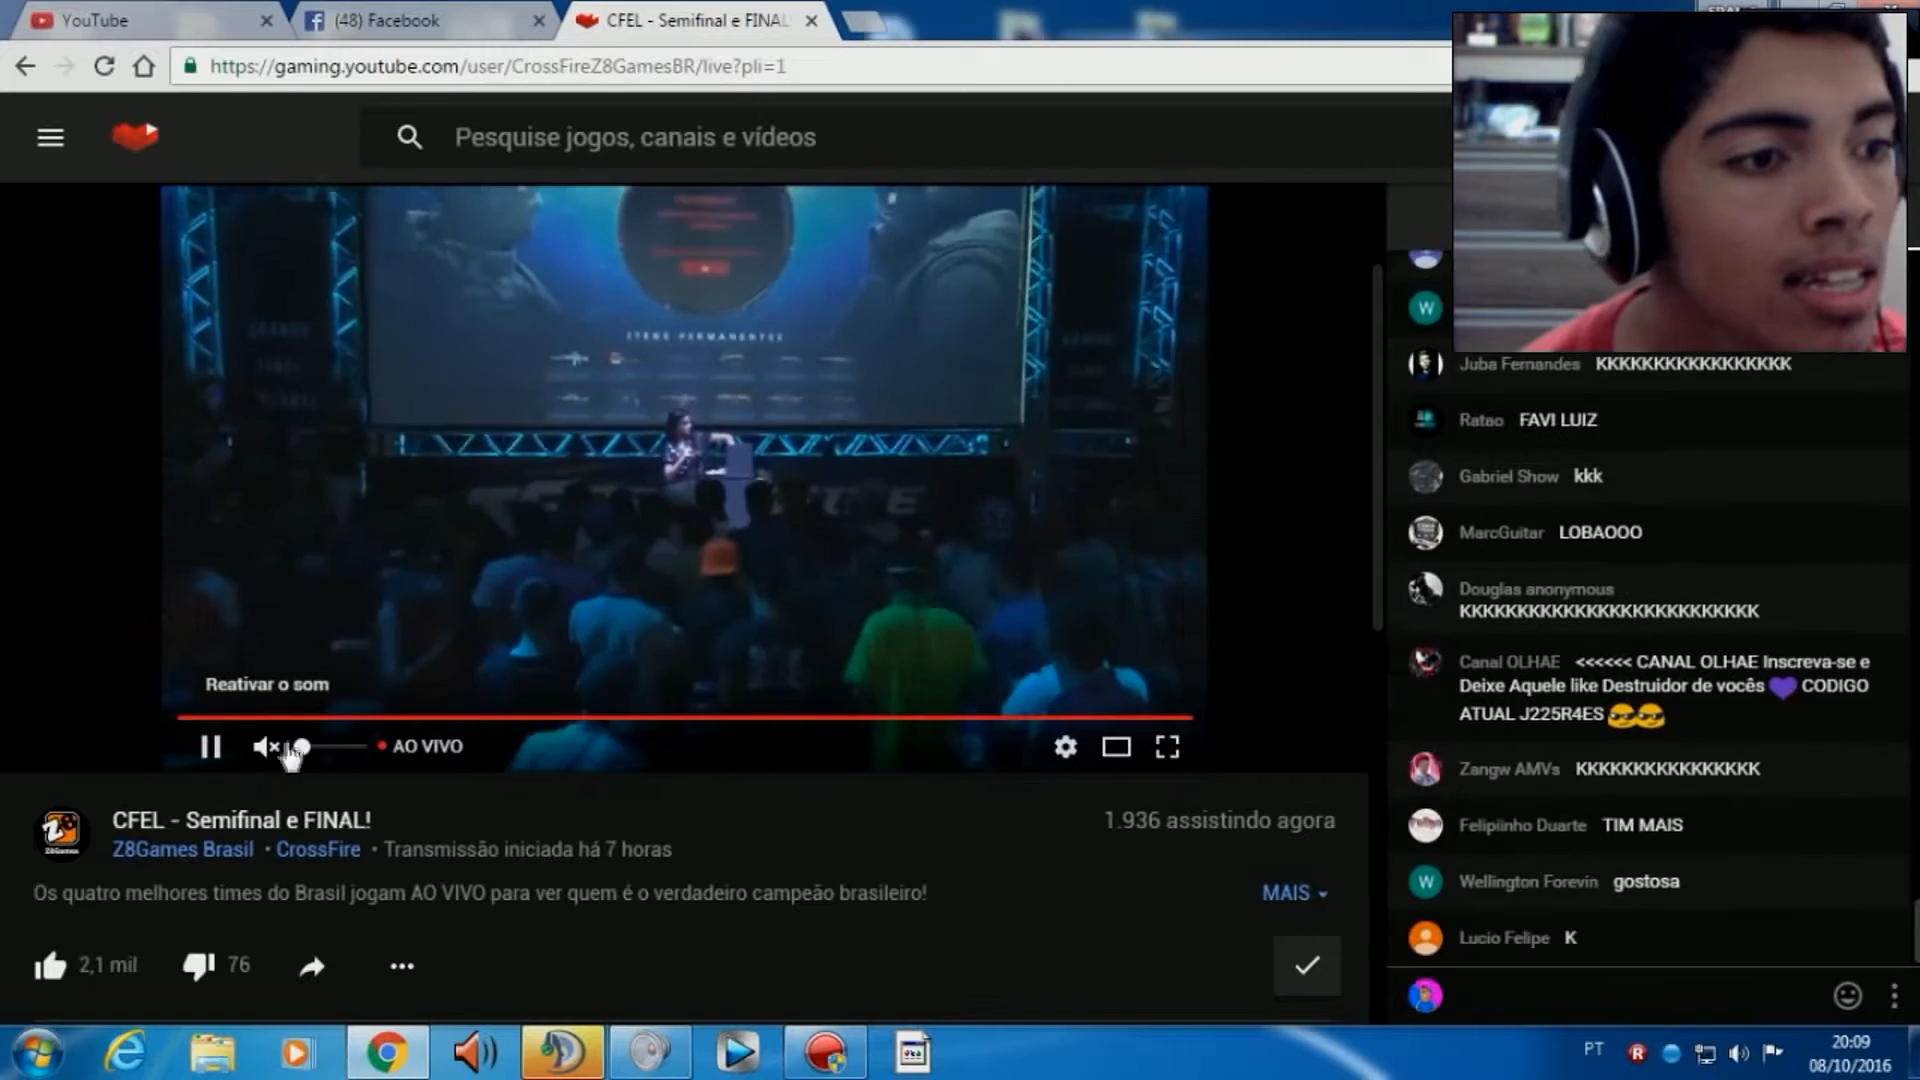 YouTube
(48) Facebook
CFEL - Semifinal e FINAL
https://gaming.youtube.com/user/CrossFireZ8GamesBR/live?pli=1
Pesquise jogos, canais e vídeos
ITENS PERMANENTES
W
Juba Fernandes KKKKKKKKKKKKKKKKK
Ratao FAVI LUIZ
Gabriel Show kkk
MarcGuitar LOBAOOO
Douglas anonymous
KKKKKKKKKKKKKKKKKKKKKKKKKK
Canal OLHAE <<<<<< CANAL OLHAE Inscreva-se e
Deixe Aquele like Destruidor de vocês CODIGO
ATUAL J225R4ES
Zangw AMVs KKKKKKKKKKKKKKKK
Felipiinho Duarte TIM MAIS
W Wellington Forevin gostosa
Lucio Felipe K
Reativar o som
AO VIVO
CFEL - Semifinal e FINAL!
1.936 assistindo agora
Z8Games Brasil • CrossFire • Transmissão iniciada há 7 horas
Os quatro melhores times do Brasil jogam AO VIVO para ver quem é o verdadeiro campeão brasileiro!
MAIS
2,1 mil
76
PT
20:09
08/10/2016